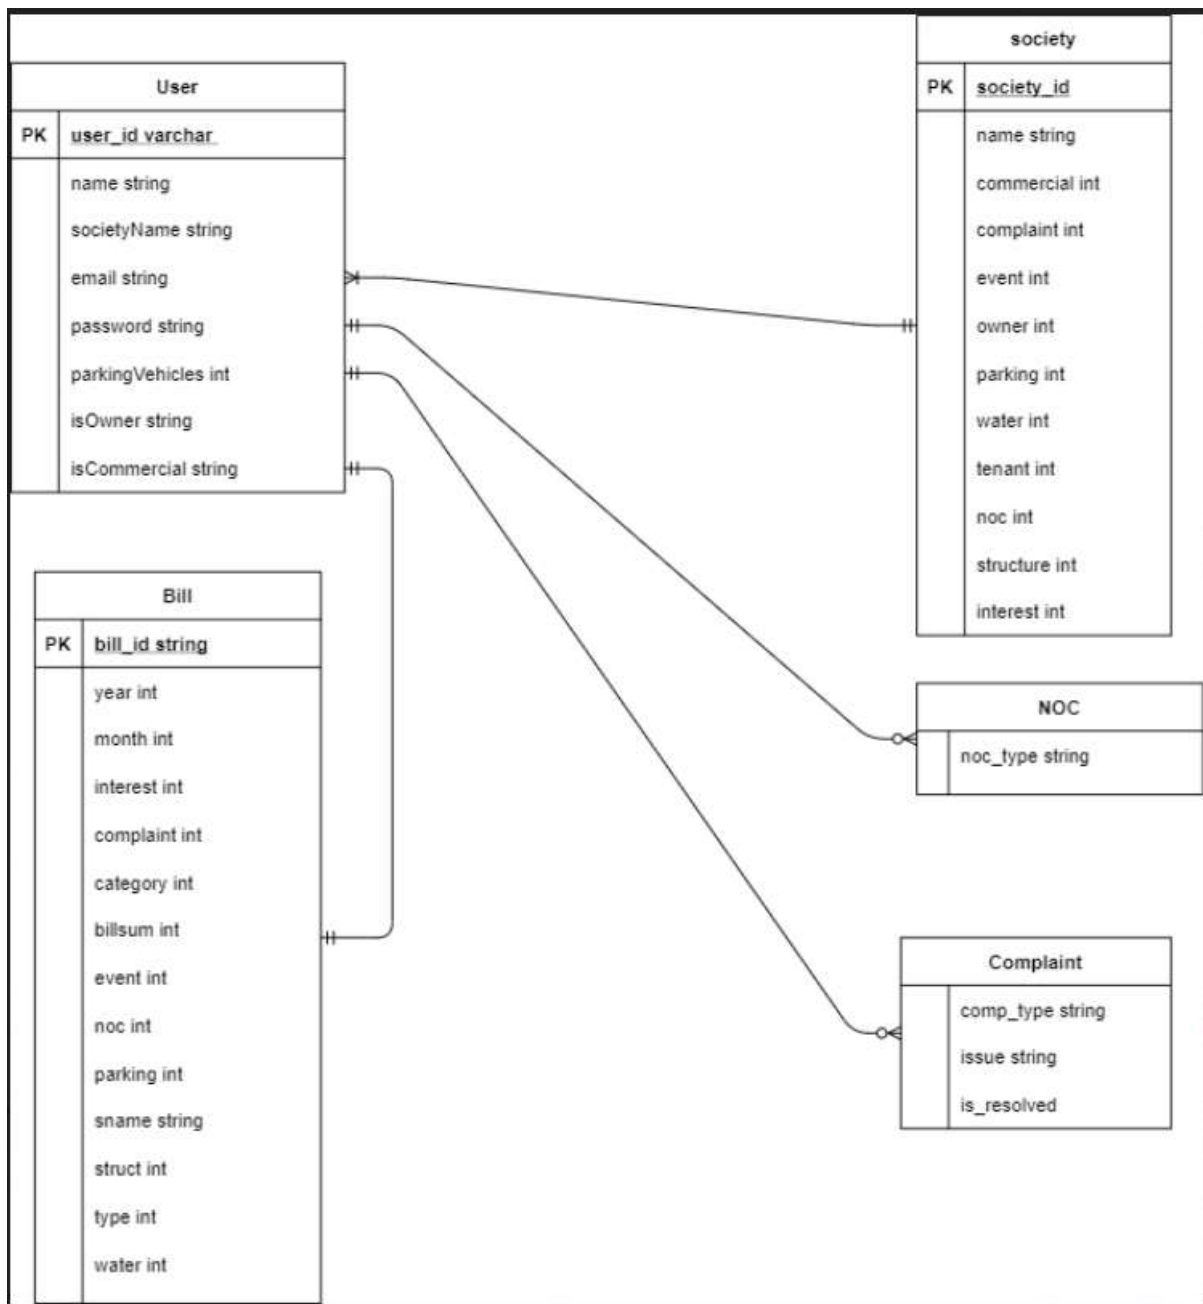 User
PK user_id varchar
name string
societyName string
email string
password string
parkingVehicles int
isOwner string
isCommercial string
society
PK society_id
name string
commercial int
complaint int
event int
owner int
parking int
water int
tenant int
noc int
structure int
interest int
Bill
PK bill_id string
year int
month int
interest int
complaint int
category int
billsum int
event int
noc int
parking int
sname string
struct int
type int
water int
NOC
noc_type string
Complaint
comp_type string
issue string
is_resolved